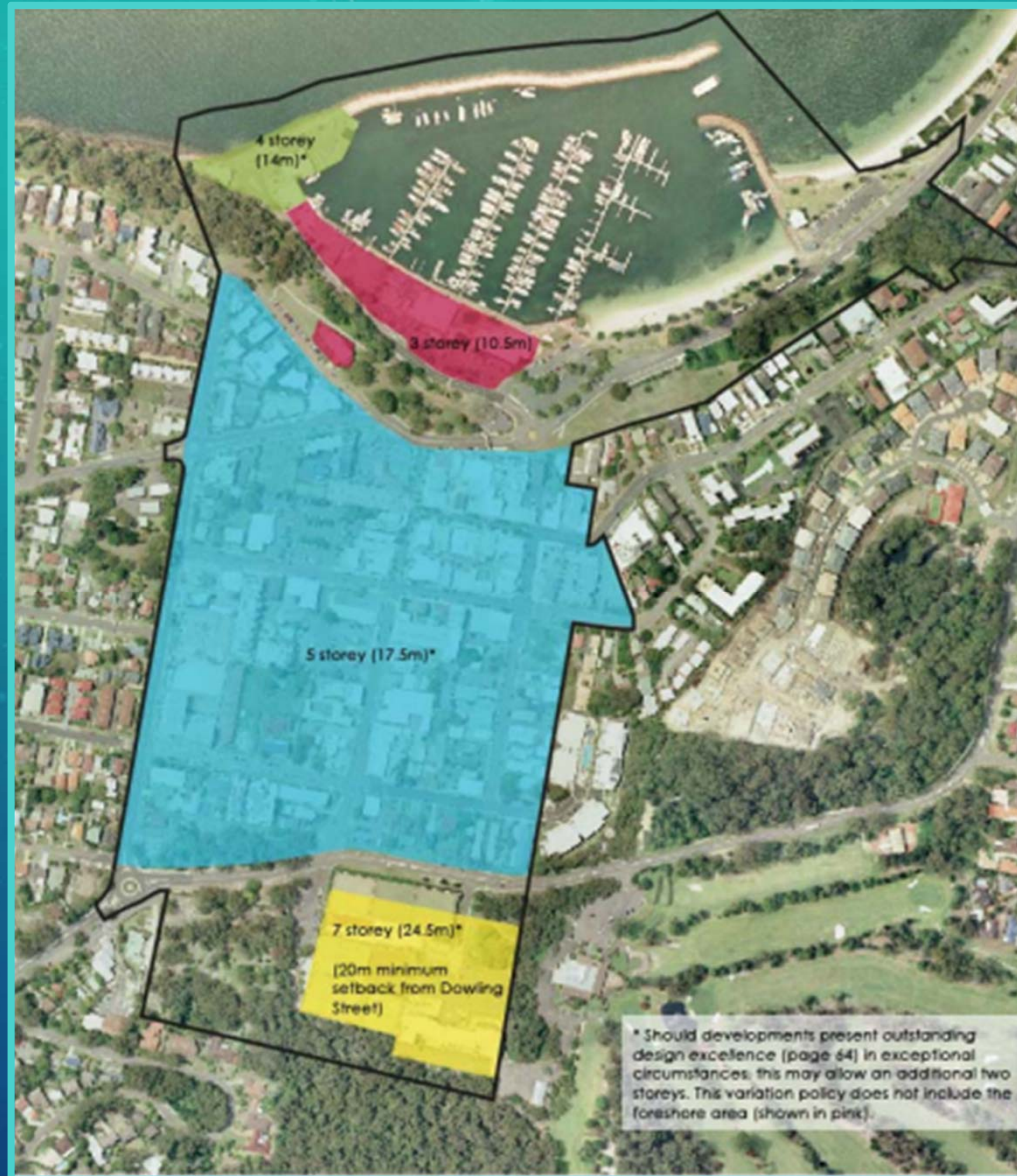 4 storey
(14m)*
3 storey (10.5m)
5 storey (17.5m)*
7 storey (24.5m)*
(20m minimum
setback from Dowling
Street)
* Should developments present outstanding
design excellence (page 64) in exceptional
circumstances, this may allow an additional two
storeys. This variation policy does not include the
foreshore area (shown in pink).